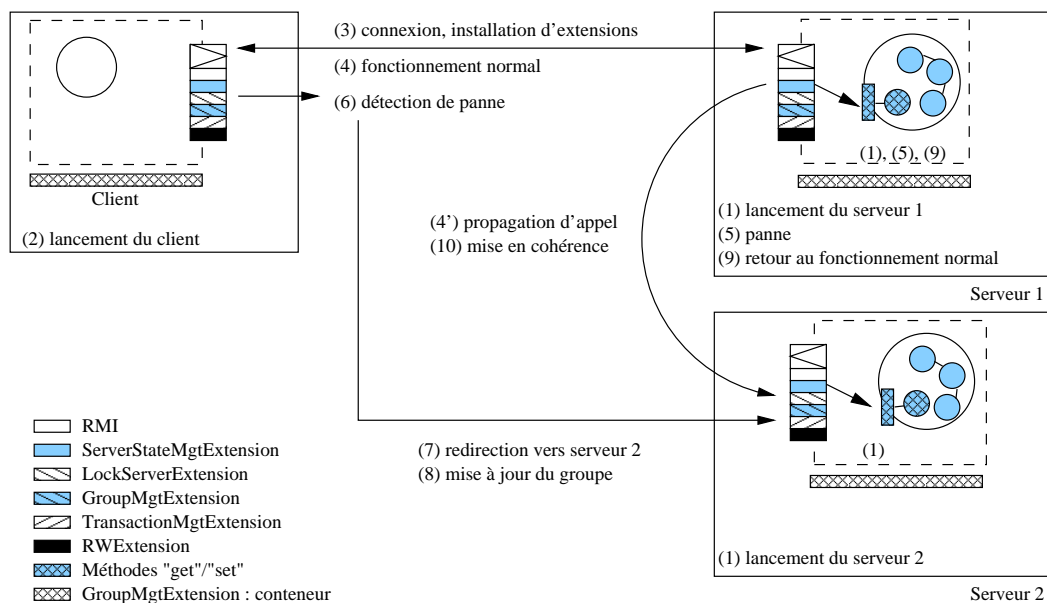 (3) connexion, installation d'extensions
(4) fonctionnement normal
(6) détection de panne
Client
(2) lancement du client
(1), (5), (9)
(1) lancement du serveur 1
(5) panne
(9) retour au fonctionnement normal
Serveur 1
(4') propagation d'appel
(10) mise en cohérence
(7) redirection vers serveur 2
(8) mise à jour du groupe
(1)
(1) lancement du serveur 2
Serveur 2
RMI
ServerStateMgtExtension
LockServerExtension
GroupMgtExtension
TransactionMgtExtension
RWExtension
Méthodes "get"/"set"
GroupMgtExtension : conteneur